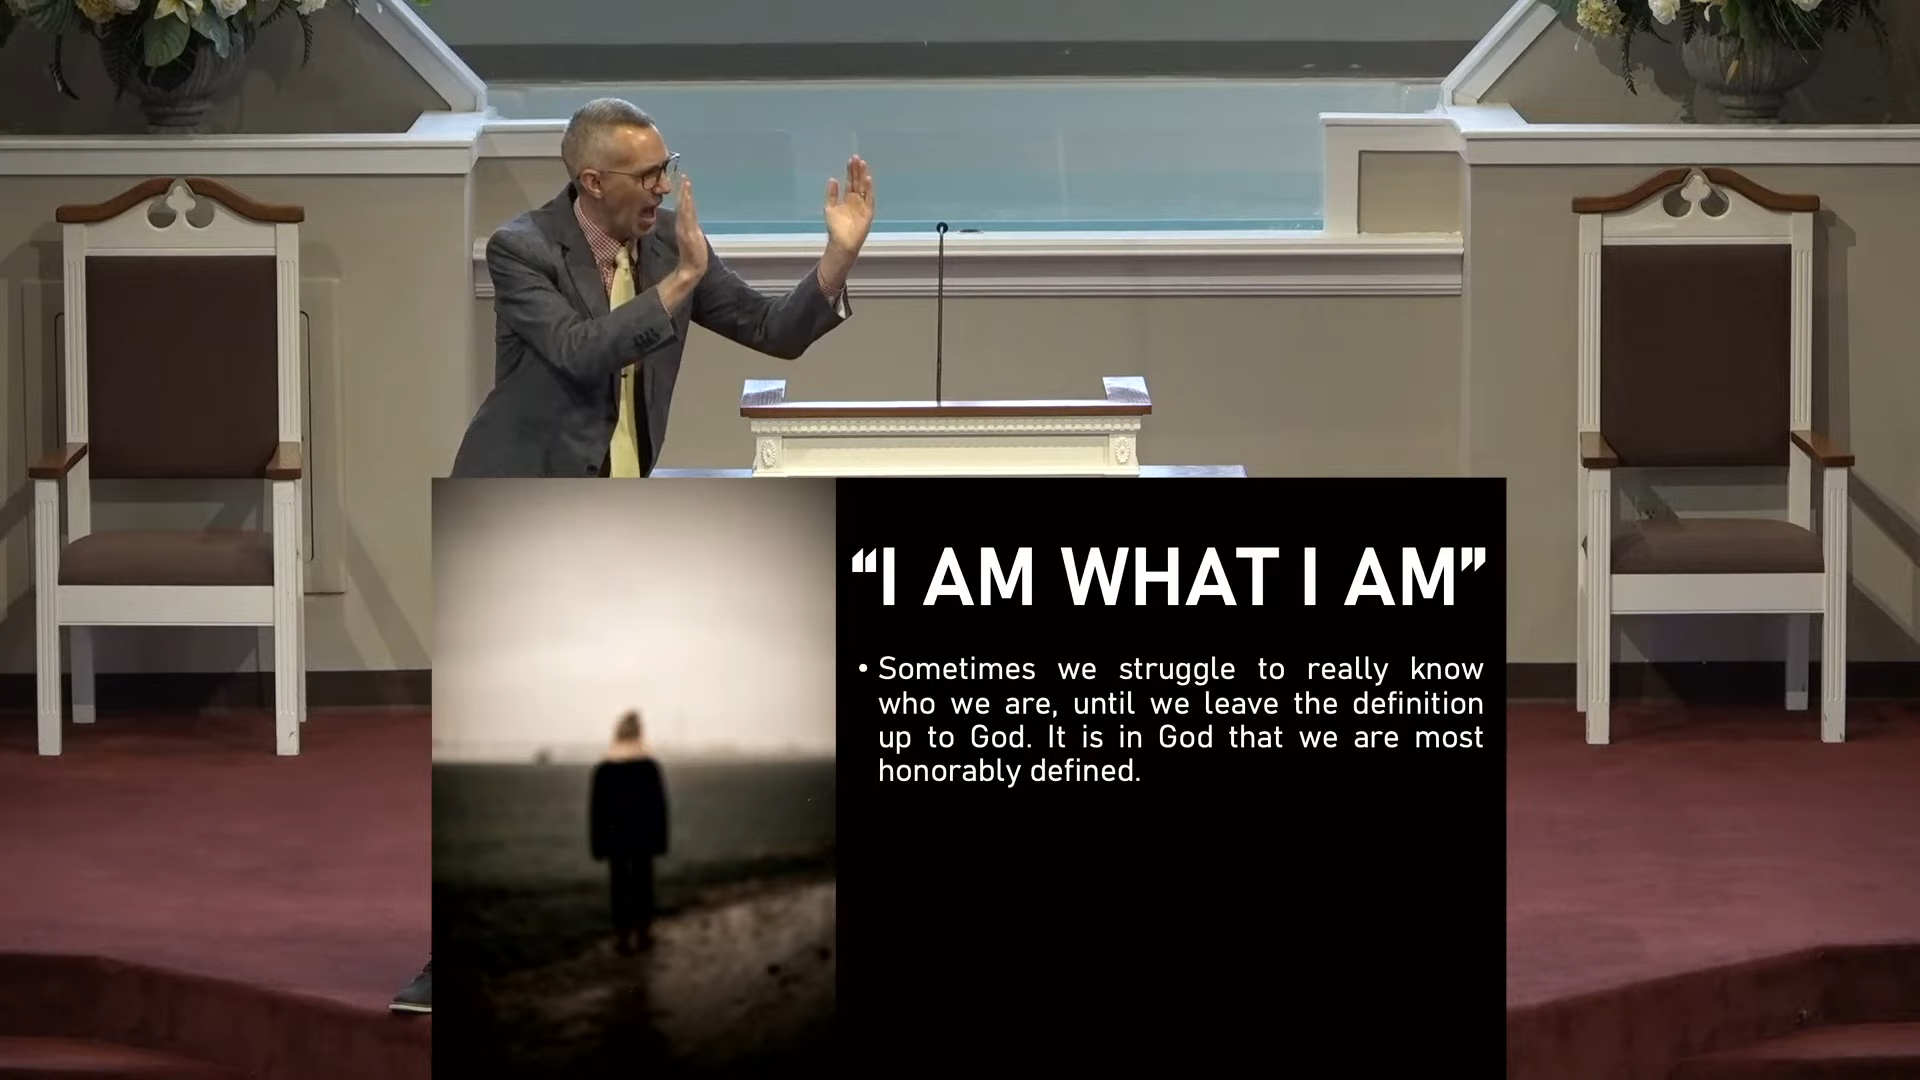 “I AM WHAT I AM”
• Sometimes we struggle to really know
who we are, until we leave the definition
up to God. It is in God that we are most
honorably defined.